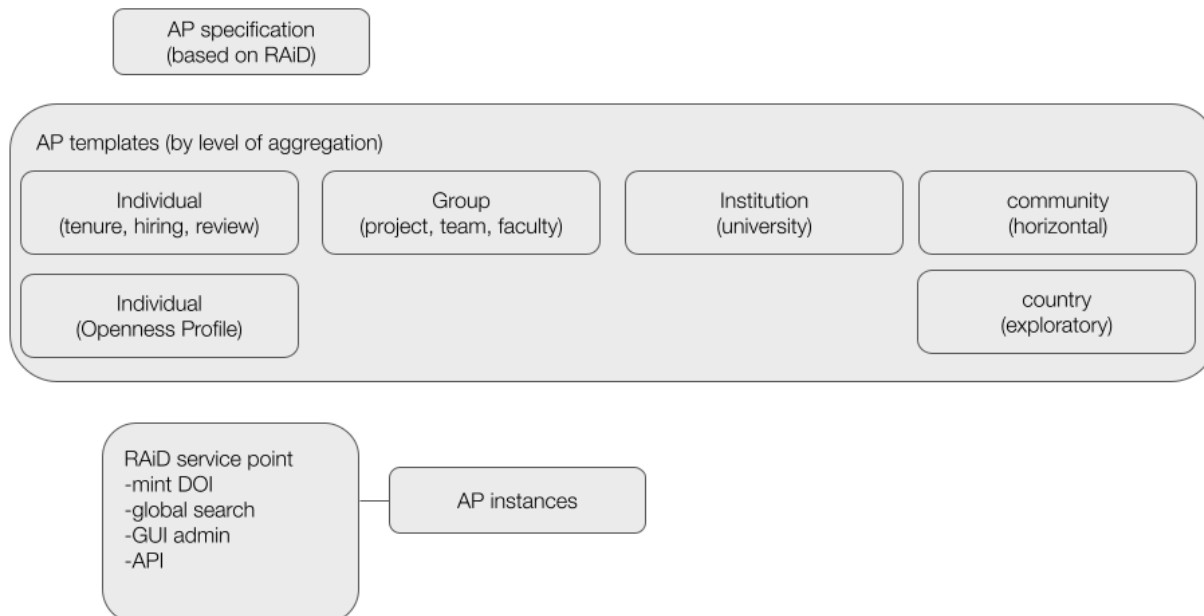 AP specification
(based on RAiD)
AP templates (by level of aggregation)
Individual
(tenure, hiring, review)
Group
(project, team, faculty)
Institution
(university)
community
(horizontal)
Individual
(Openness Profile)
country
(exploratory)
RAiD service point
-mint DOI
-global search
-GUI admin
-API
AP instances